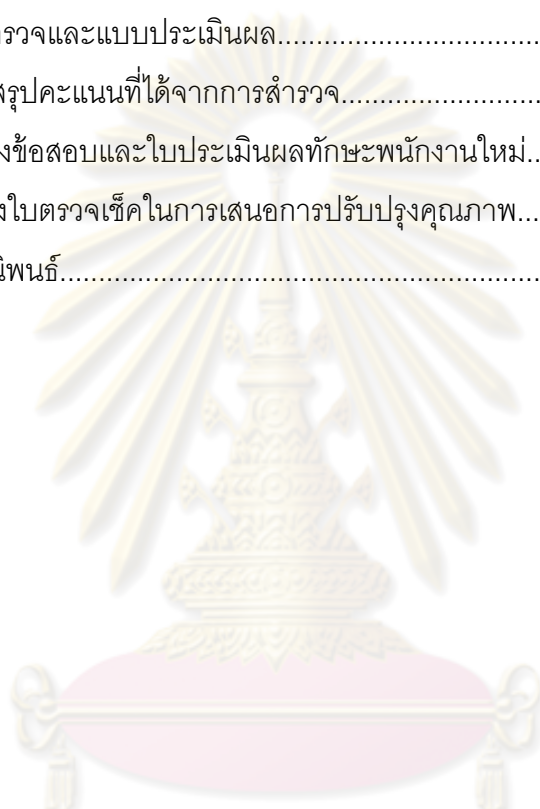 รวจและแบบประเมินผล.................................
รุปคะแนนที่ได้จากการสำรวจ.........................
งข้อสอบและใบประเมินผลทักษะพนักงานใหม่..
งใบตรวจเช็คในการเสนอการปรับปรุงคุณภาพ...
นิพนธ์............................................................